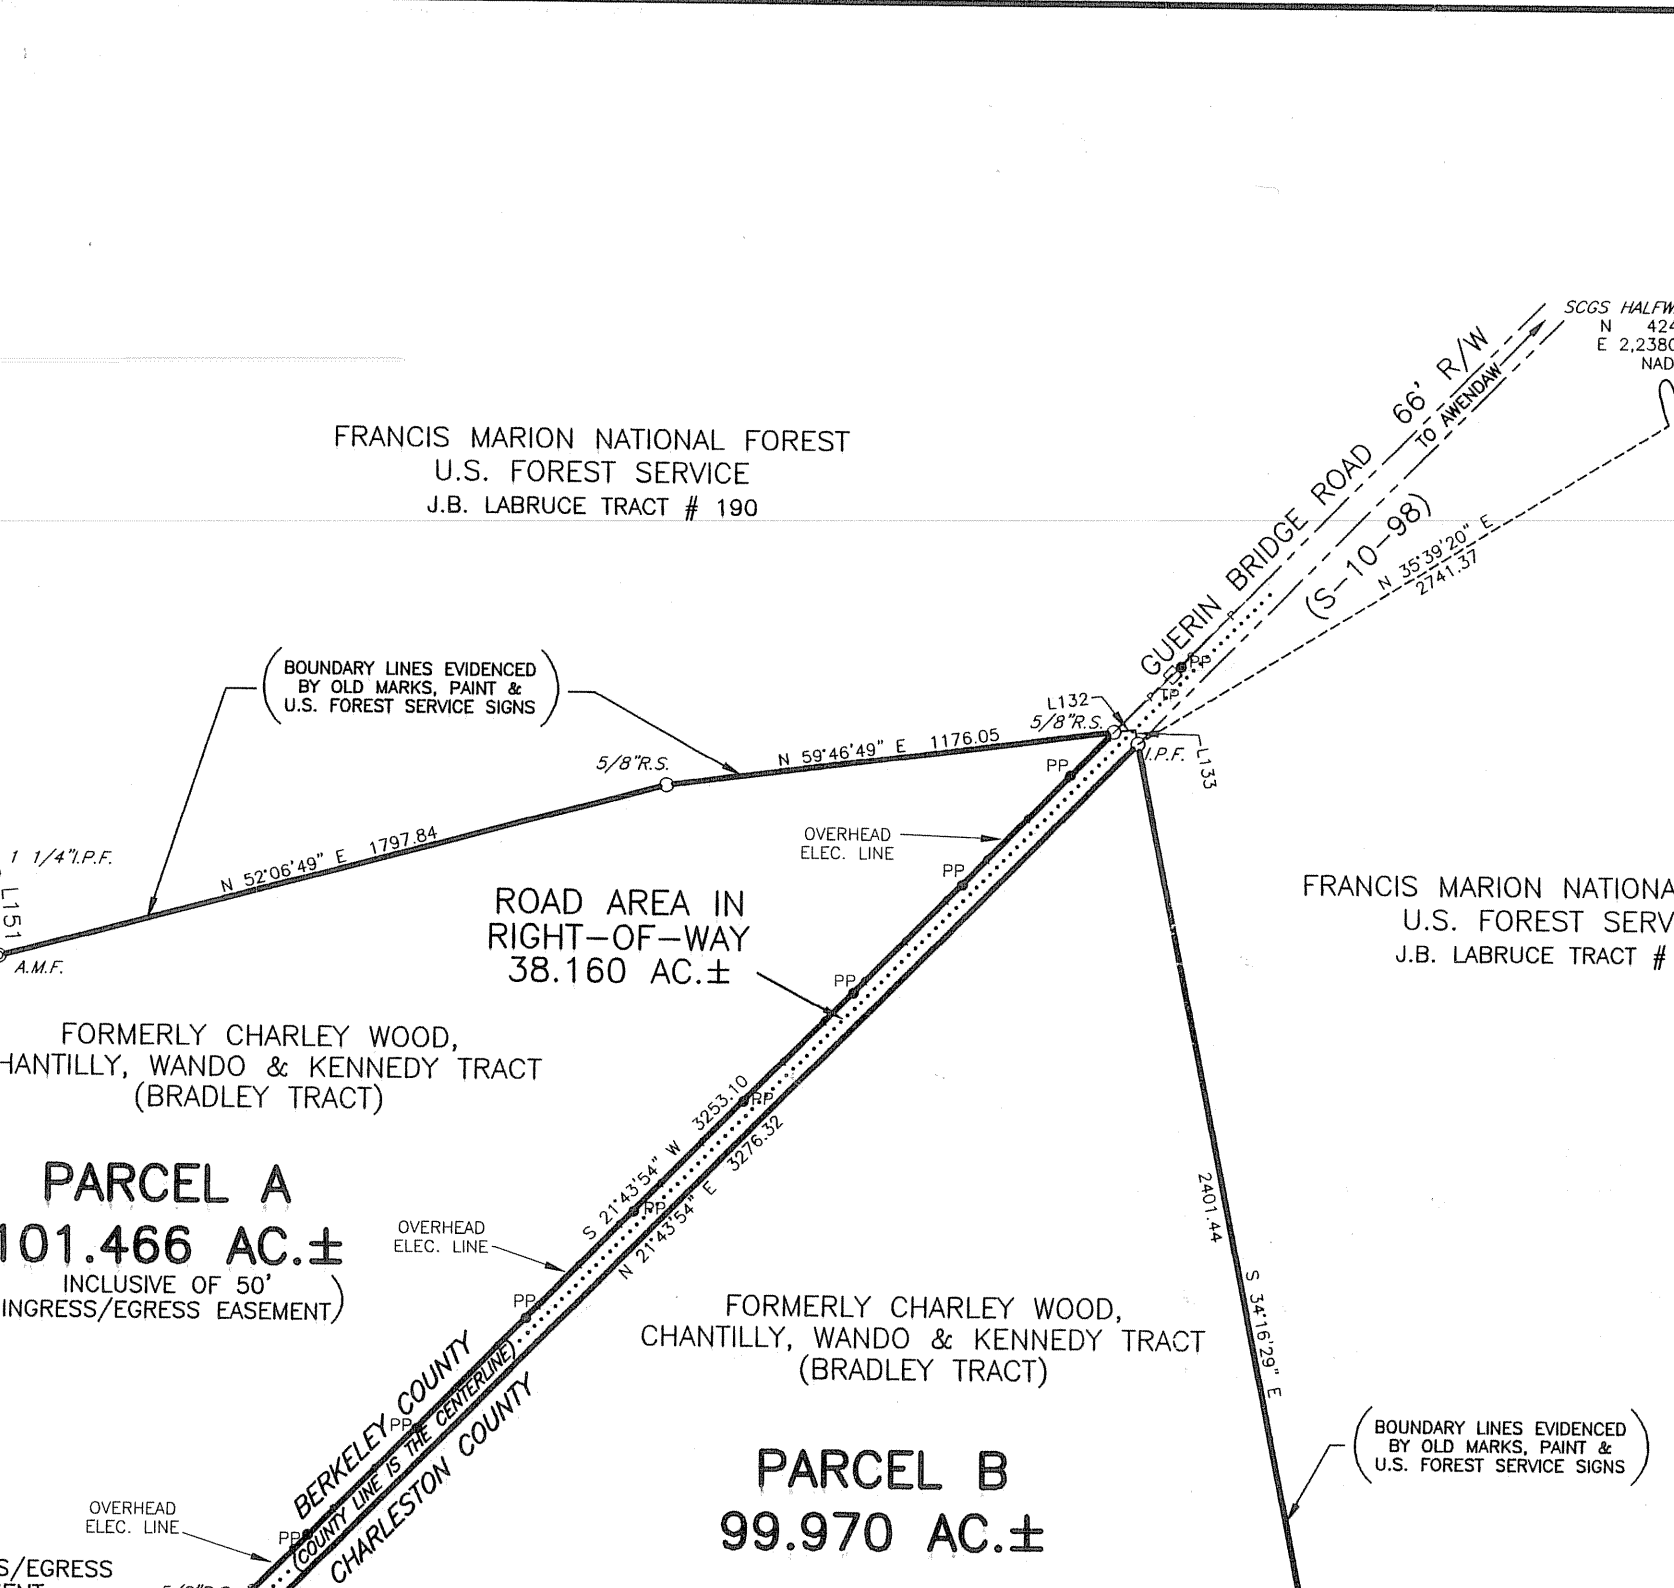 SCGS HALFW
N 424
E 2,2380
NAD
GUERIN BRIDGE ROAD 66' R/W
TO AWENDAW
(S-10-98)
N 35°39'20" E
2741.37
FRANCIS MARION NATIONAL FOREST
U.S. FOREST SERVICE
J.B. LABRUCE TRACT # 190
BOUNDARY LINES EVIDENCED
BY OLD MARKS, PAINT &
U.S. FOREST SERVICE SIGNS
PP
TP
P
L132
5/8"R.S.
I.P.F.
L133
5/8"R.S.
N 59°46'49" E 1176.05
PP
N 52°06'49" E 1797.84
1 1/4"I.P.F.
L151
A.M.F.
OVERHEAD
ELEC. LINE
PP
ROAD AREA IN
RIGHT-OF-WAY
38.160 AC.±
PP
FRANCIS MARION NATIONA
U.S. FOREST SERV
J.B. LABRUCE TRACT #
FORMERLY CHARLEY WOOD,
HANTILLY, WANDO & KENNEDY TRACT
(BRADLEY TRACT)
PARCEL A
101.466 AC.±
INCLUSIVE OF 50'
INGRESS/EGRESS EASEMENT)
S 21°43'54" W 3253.10
PP
N 21°43'54" E 3276.32
PP
OVERHEAD
ELEC. LINE
PP
2401.44
S 34°16'29" E
FORMERLY CHARLEY WOOD,
CHANTILLY, WANDO & KENNEDY TRACT
(BRADLEY TRACT)
PARCEL B
99.970 AC.±
BERKELEY COUNTY
(COUNTY LINE IS THE CENTERLINE)
CHARLESTON COUNTY
PP
PP
OVERHEAD
ELEC. LINE
BOUNDARY LINES EVIDENCED
BY OLD MARKS, PAINT &
U.S. FOREST SERVICE SIGNS
S/EGRESS